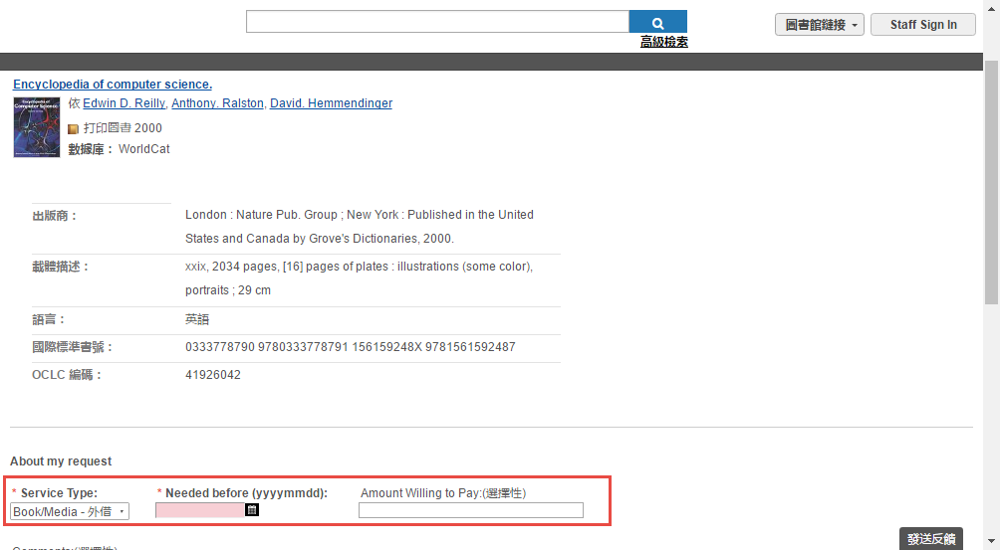 圖書館鏈接 Staff Sign In
高級檢索
Encyclopedia of computer science.
依 Edwin D. Reilly, Anthony. Ralston, David. Hemmendinger
打印圖書 2000
數據庫： WorldCat
出版商： London : Nature Pub. Group ; New York : Published in the United
States and Canada by Grove's Dictionaries, 2000.
載體描述： xxix, 2034 pages, [16] pages of plates : illustrations (some color),
portraits ; 29 cm
語言： 英語
國際標準書號： 0333778790 9780333778791 156159248X 9781561592487
OCLC 編碼： 41926042
About my request
* Service Type: * Needed before (yyyymmdd): Amount Willing to Pay:(選擇性)
Book/Media - 外借
發送反饋
Comments:(選擇性)